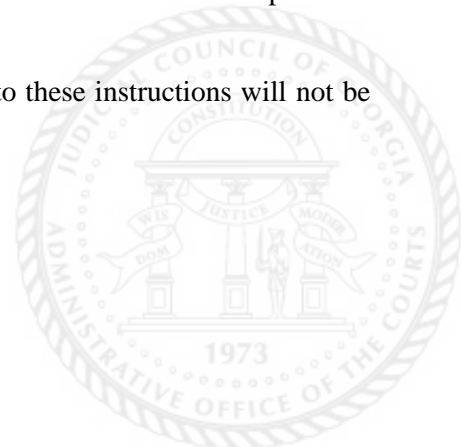 to these instructions will not be
JUDICIAL COUNCIL OF GEORGIA
CONSTITUTION
JUSTICE
WIS
DOM
MODER
ATION
1973
ADMINISTRATIVE OFFICE OF THE COURTS